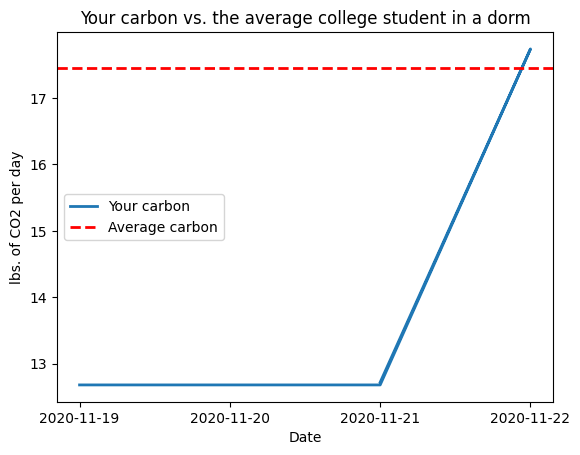 Your carbon vs. the average college student in a dorm
lbs. of CO2 per day
17
16
15
14
13
Your carbon
Average carbon
2020-11-19
2020-11-20
2020-11-21
2020-11-22
Date